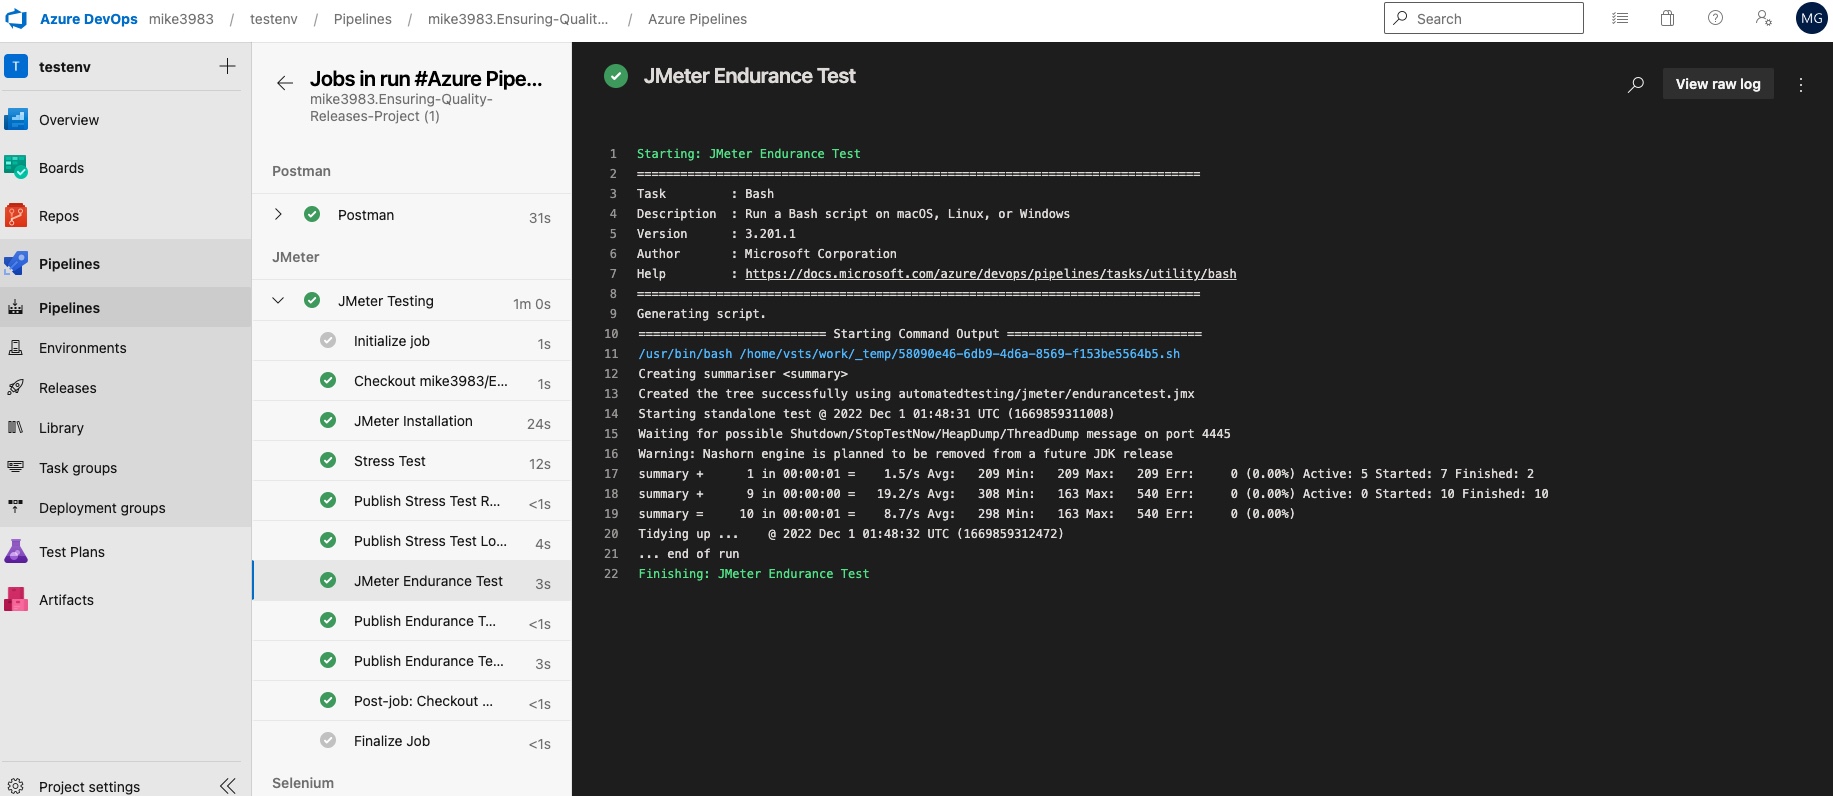 Azure DevOps mike3983 / testenv / Pipelines / mike3983.Ensuring-Qualit... / Azure Pipelines Search MG
T testenv
Overview
Boards
Repos
Pipelines
Pipelines
Environments
Releases
Library
Task groups
Deployment groups
Test Plans
Artifacts
Project settings
Jobs in run #Azure Pipe...
mike3983.Ensuring-Quality-
Releases-Project (1)
Postman
Postman 31s
JMeter
JMeter Testing 1m 0s
Initialize job 1s
Checkout mike3983/E... 1s
JMeter Installation 24s
Stress Test 12s
Publish Stress Test R... <1s
Publish Stress Test Lo... 4s
JMeter Endurance Test 3s
Publish Endurance T... <1s
Publish Endurance Te... 3s
Post-job: Checkout ... <1s
Finalize Job <1s
Selenium
JMeter Endurance Test
View raw log
1 Starting: JMeter Endurance Test
2 ==============================================================================
3 Task : Bash
4 Description : Run a Bash script on macOS, Linux, or Windows
5 Version : 3.201.1
6 Author : Microsoft Corporation
7 Help : https://docs.microsoft.com/azure/devops/pipelines/tasks/utility/bash
8 ==============================================================================
9 Generating script.
10 ========================== Starting Command Output ===========================
11 /usr/bin/bash /home/vsts/work/_temp/58090e46-6db9-4d6a-8569-f153be5564b5.sh
12 Creating summariser <summary>
13 Created the tree successfully using automatedtesting/jmeter/endurancetest.jmx
14 Starting standalone test @ 2022 Dec 1 01:48:31 UTC (1669859311008)
15 Waiting for possible Shutdown/StopTestNow/HeapDump/ThreadDump message on port 4445
16 Warning: Nashorn engine is planned to be removed from a future JDK release
17 summary + 1 in 00:00:01 = 1.5/s Avg: 209 Min: 209 Max: 209 Err: 0 (0.00%) Active: 5 Started: 7 Finished: 2
18 summary + 9 in 00:00:00 = 19.2/s Avg: 308 Min: 163 Max: 540 Err: 0 (0.00%) Active: 0 Started: 10 Finished: 10
19 summary = 10 in 00:00:01 = 8.7/s Avg: 298 Min: 163 Max: 540 Err: 0 (0.00%)
20 Tidying up ... @ 2022 Dec 1 01:48:32 UTC (1669859312472)
21 ... end of run
22 Finishing: JMeter Endurance Test